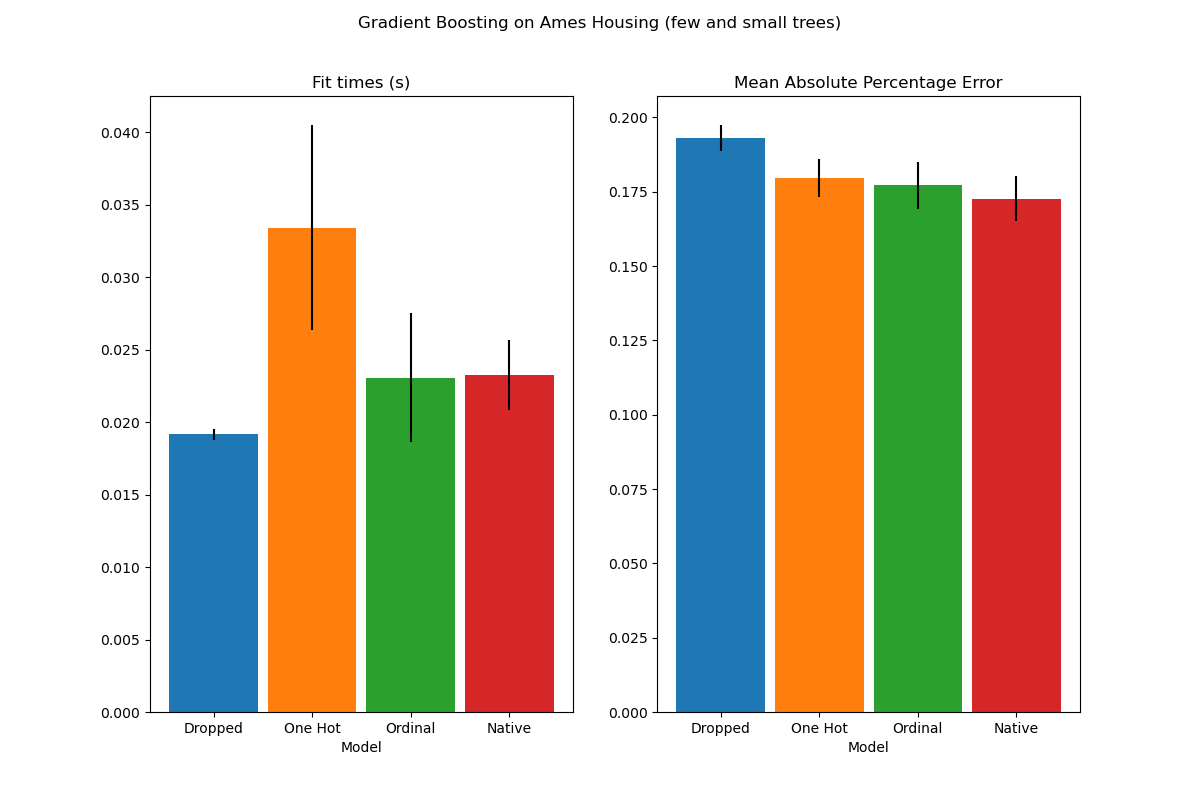 Gradient Boosting on Ames Housing (few and small trees)
Fit times (s)
0.040
0.035
0.030
0.025
0.020
0.015
0.010
0.005
0.000
Dropped One Hot Ordinal Native
Model
Mean Absolute Percentage Error
0.200
0.175
0.150
0.125
0.100
0.075
0.050
0.025
0.000
Dropped One Hot Ordinal Native
Model